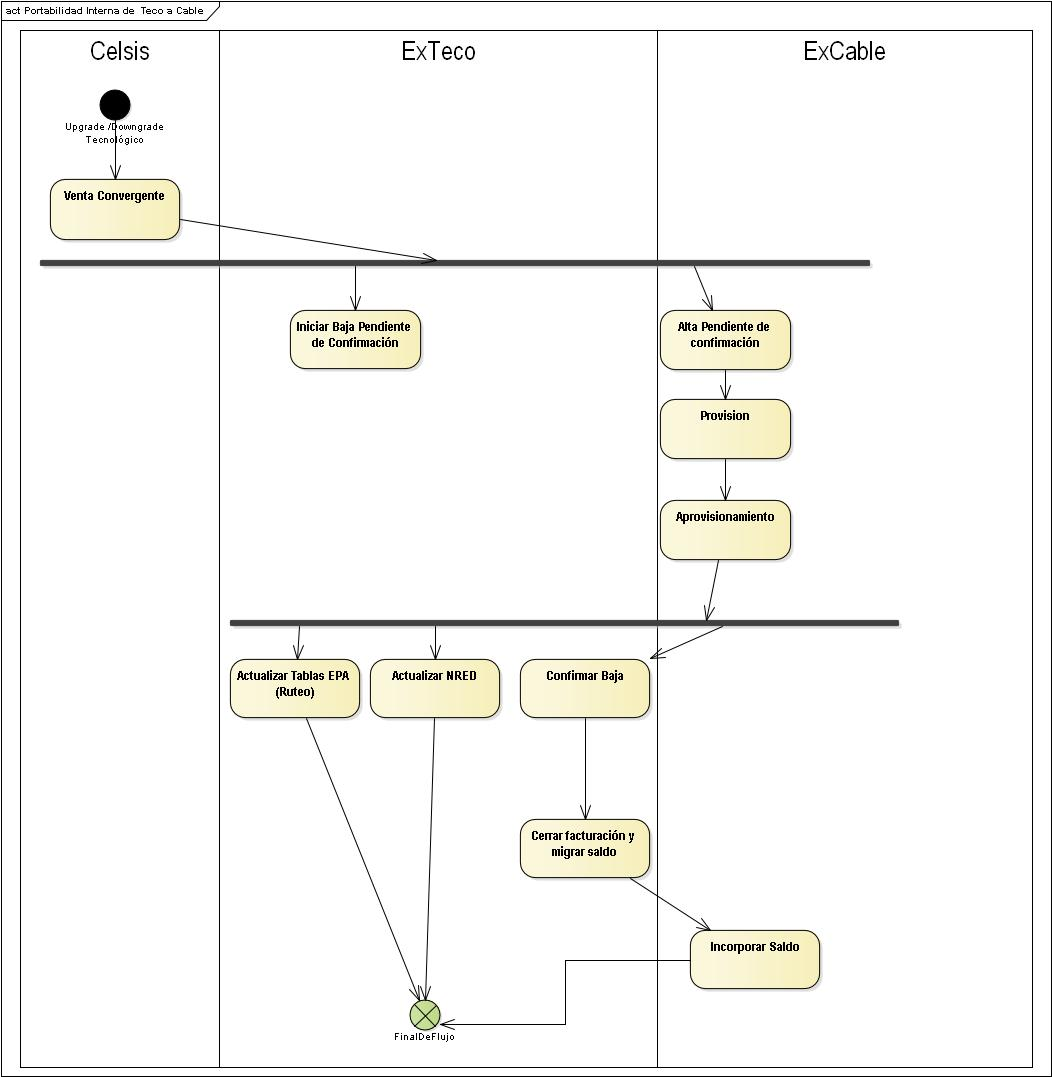 act Portabilidad Interna de Teco a Cable
Celsis
ExTeco
ExCable
Upgrade /Downgrade
Tecnológico
Venta Convergente
Iniciar Baja Pendiente
de Confirmación
Alta Pendiente de
confirmación
Provision
Aprovisionamiento
Actualizar Tablas EPA
(Ruteo)
Actualizar NRED
Confirmar Baja
Cerrar facturación y
migrar saldo
Incorporar Saldo
FinalDeFlujo